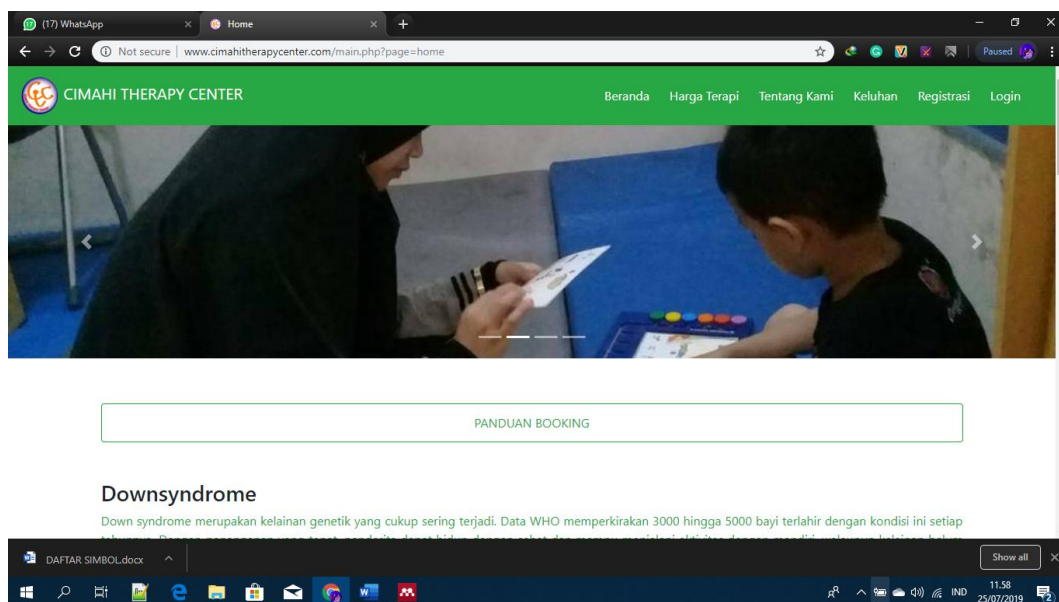 (17) WhatsApp
Home
Not secure | www.cimahitherapycenter.com/main.php?page=home
Paused
CIMAHI THERAPY CENTER
Beranda Harga Terapi Tentang Kami Keluhan Registrasi Login
PANDUAN BOOKING
Downsyndrome
Down syndrome merupakan kelainan genetik yang cukup sering terjadi. Data WHO memperkirakan 3000 hingga 5000 bayi terlahir dengan kondisi ini setiap
DAFTAR SIMBOL.docx
Show all
IND
11.58
25/07/2019